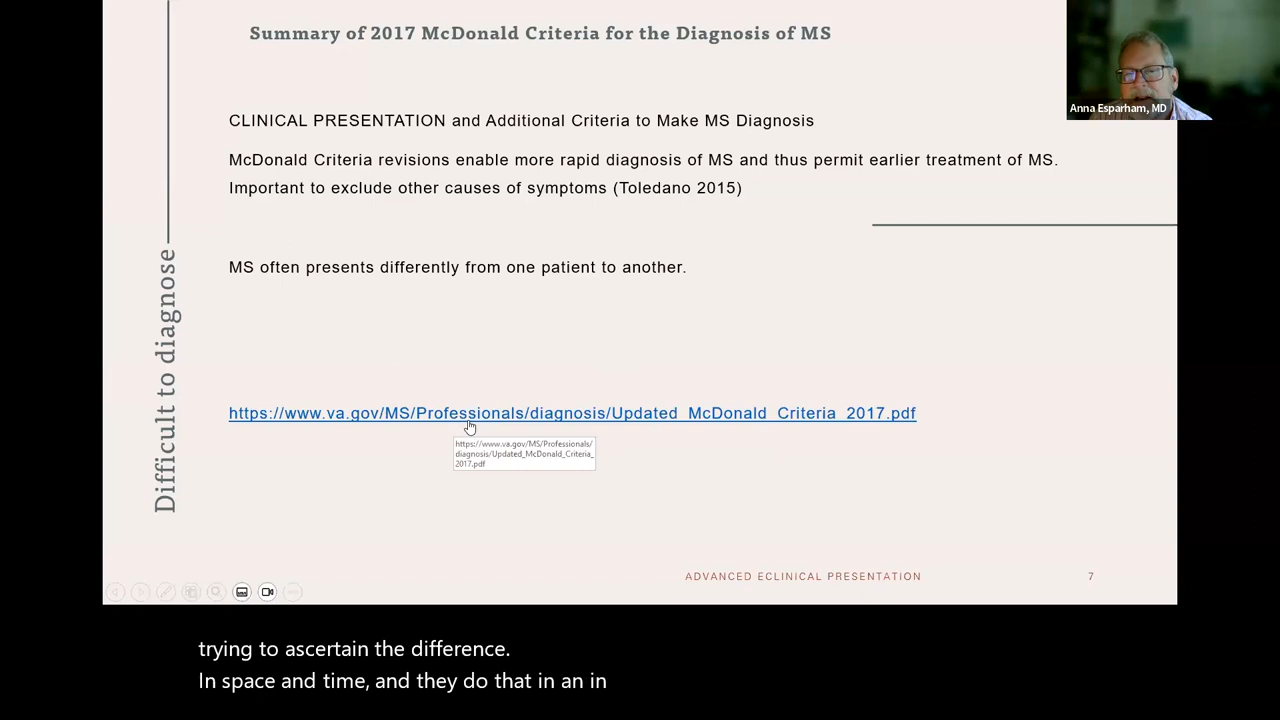 Summary of 2017 McDonald Criteria for the Diagnosis of MS
Anna Esparham, MD
CLINICAL PRESENTATION and Additional Criteria to Make MS Diagnosis
McDonald Criteria revisions enable more rapid diagnosis of MS and thus permit earlier treatment of MS.
Important to exclude other causes of symptoms (Toledano 2015)
MS often presents differently from one patient to another.
Difficult to diagnose
https://www.va.gov/MS/Professionals/diagnosis/Updated_McDonald_Criteria_2017.pdf
https://www.va.gov/MS/Professionals/
diagnosis/Updated_McDonald_Criteria_
2017.pdf
ADVANCED ECLINICAL PRESENTATION
7
trying to ascertain the difference.
In space and time, and they do that in an in